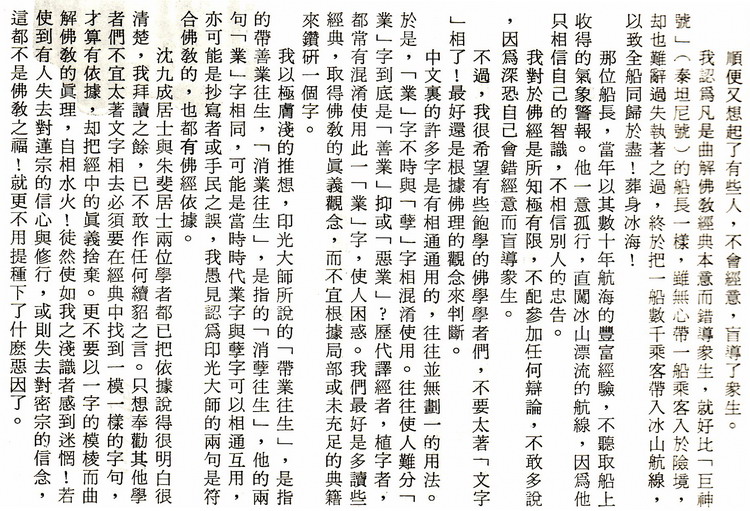 順便又想起了有些人，不會經意，盲導了衆生。
我認爲凡是曲解佛教經典本意而錯導衆生，就好比「巨神
號」（泰坦尼號）的船長一樣，雖無心帶一船乘客入於險境，
却也難辭過失執著之過，終於把一船數千乘客帶入冰山航線，
以致全船同歸於盡！葬身冰海！
那位船長，當年以其數十年航海的豐富經驗，不聽取船上
收得的氣象警報。他一意孤行，直闖冰山漂流的航線，因爲他
只相信自己的智識，不相信別人的忠告。
我對於佛經是所知極有限，不配參加任何辯論，不敢多說
，因爲深恐自己會錯經意而盲導衆生。
不過，我很希望有些飽學的佛學學者們，不要太著「文字
」相了！最好還是根據佛理的觀念來判斷。
中文裏的許多字是有相通通用的，往往並無劃一的用法。
於是，「業」字不時與「孽」字相混淆使用。往往使人難分「
業」字到底是「善業」抑或「惡業」？歷代譯經者，植字者，
都常有混淆使用此一「業」字，使人困惑。我們最好是多讀些
經典，取得佛教的眞義觀念，而不宜根據局部或未充足的典籍
來鑽研一個字。
我以極膚淺的推想，印光大師所說的「帶業往生」，是指
的帶善業往生，「消業往生」，是指的「消孽往生」，他的兩
句「業」字相同，可能是當時時代業字與孽字可以相通互用，
亦可能是抄寫者或手民之誤，我愚見認爲印光大師的兩句是符
合佛教的，也都有佛經依據。
沈九成居士與朱斐居士兩位學者都已把依據說得很明白很
清楚，我拜讀之餘，已不敢作任何續貂之言。只想奉勸其他學
者們不宜太著文字相去必須要在經典中找到一模一樣的字句，
才算有依據，却把經中的眞義捨棄。更不要以一字的模棱而曲
解佛教的眞理，自相水火！徒然使如我之淺識者感到迷惘！若
使到有人失去對蓮宗的信心與修行，或則失去對密宗的信念，
這都不是佛教之福！就更不用提種下了什麽惡因了。